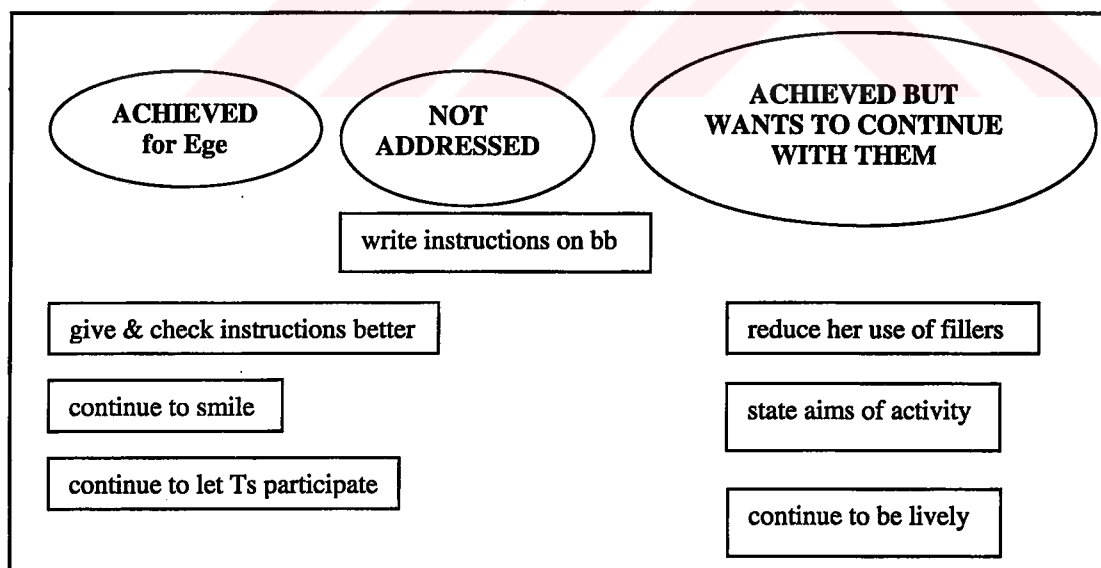 ACHIEVED
for Ege
NOT
ADDRESSED
ACHIEVED BUT
WANTS TO CONTINUE
WITH THEM
write instructions on bb
give & check instructions better
reduce her use of fillers
continue to smile
state aims of activity
continue to let Ts participate
continue to be lively